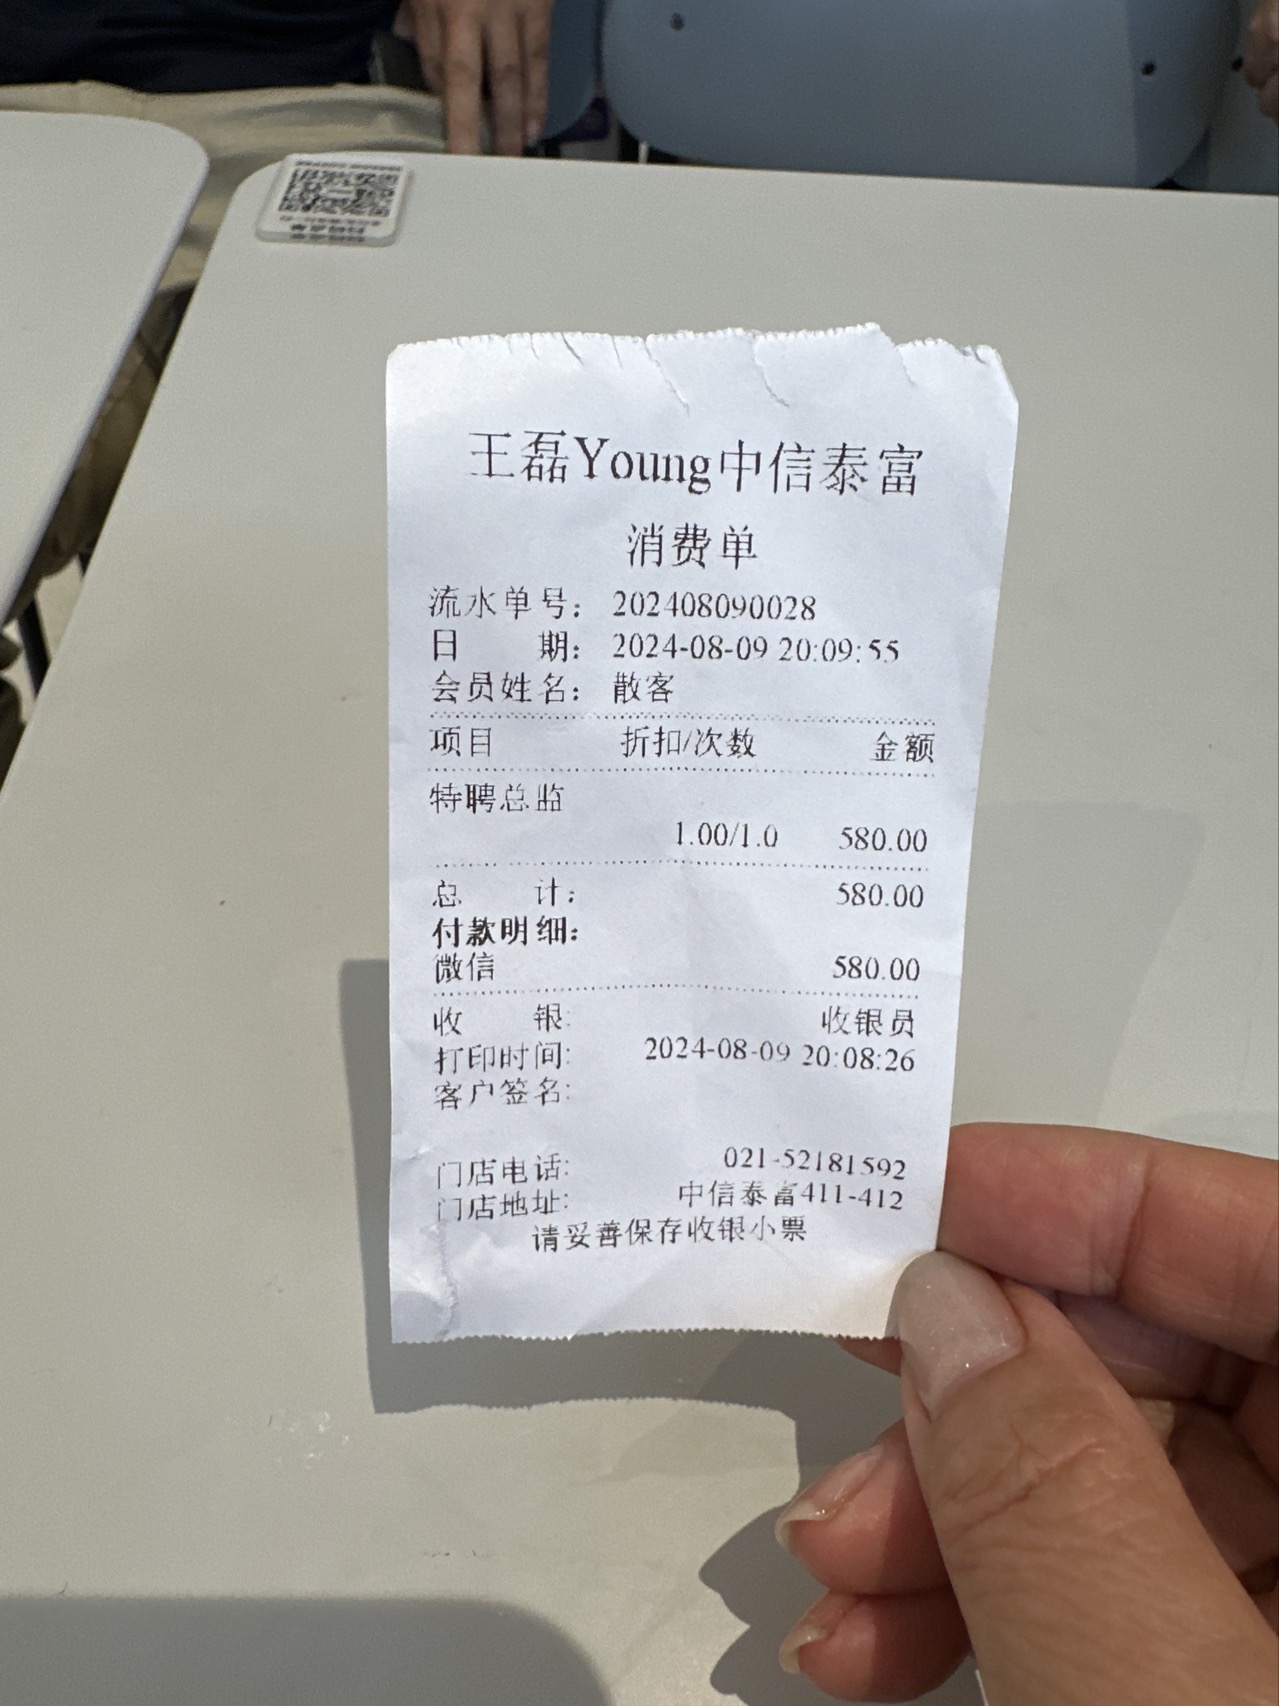 王磊Young中信泰富
消费单
流水单号: 202408090028
日 期: 2024-08-09 20:09:55
会员姓名: 散客
项目 折扣/次数 金额
特聘总监
1.00/1.0 580.00
总 计: 580.00
付款明细:
微信 580.00
收 银: 收银员
打印时间: 2024-08-09 20:08:26
客户签名:
门店电话: 021-52181592
门店地址: 中信泰富411-412
请妥善保存收银小票